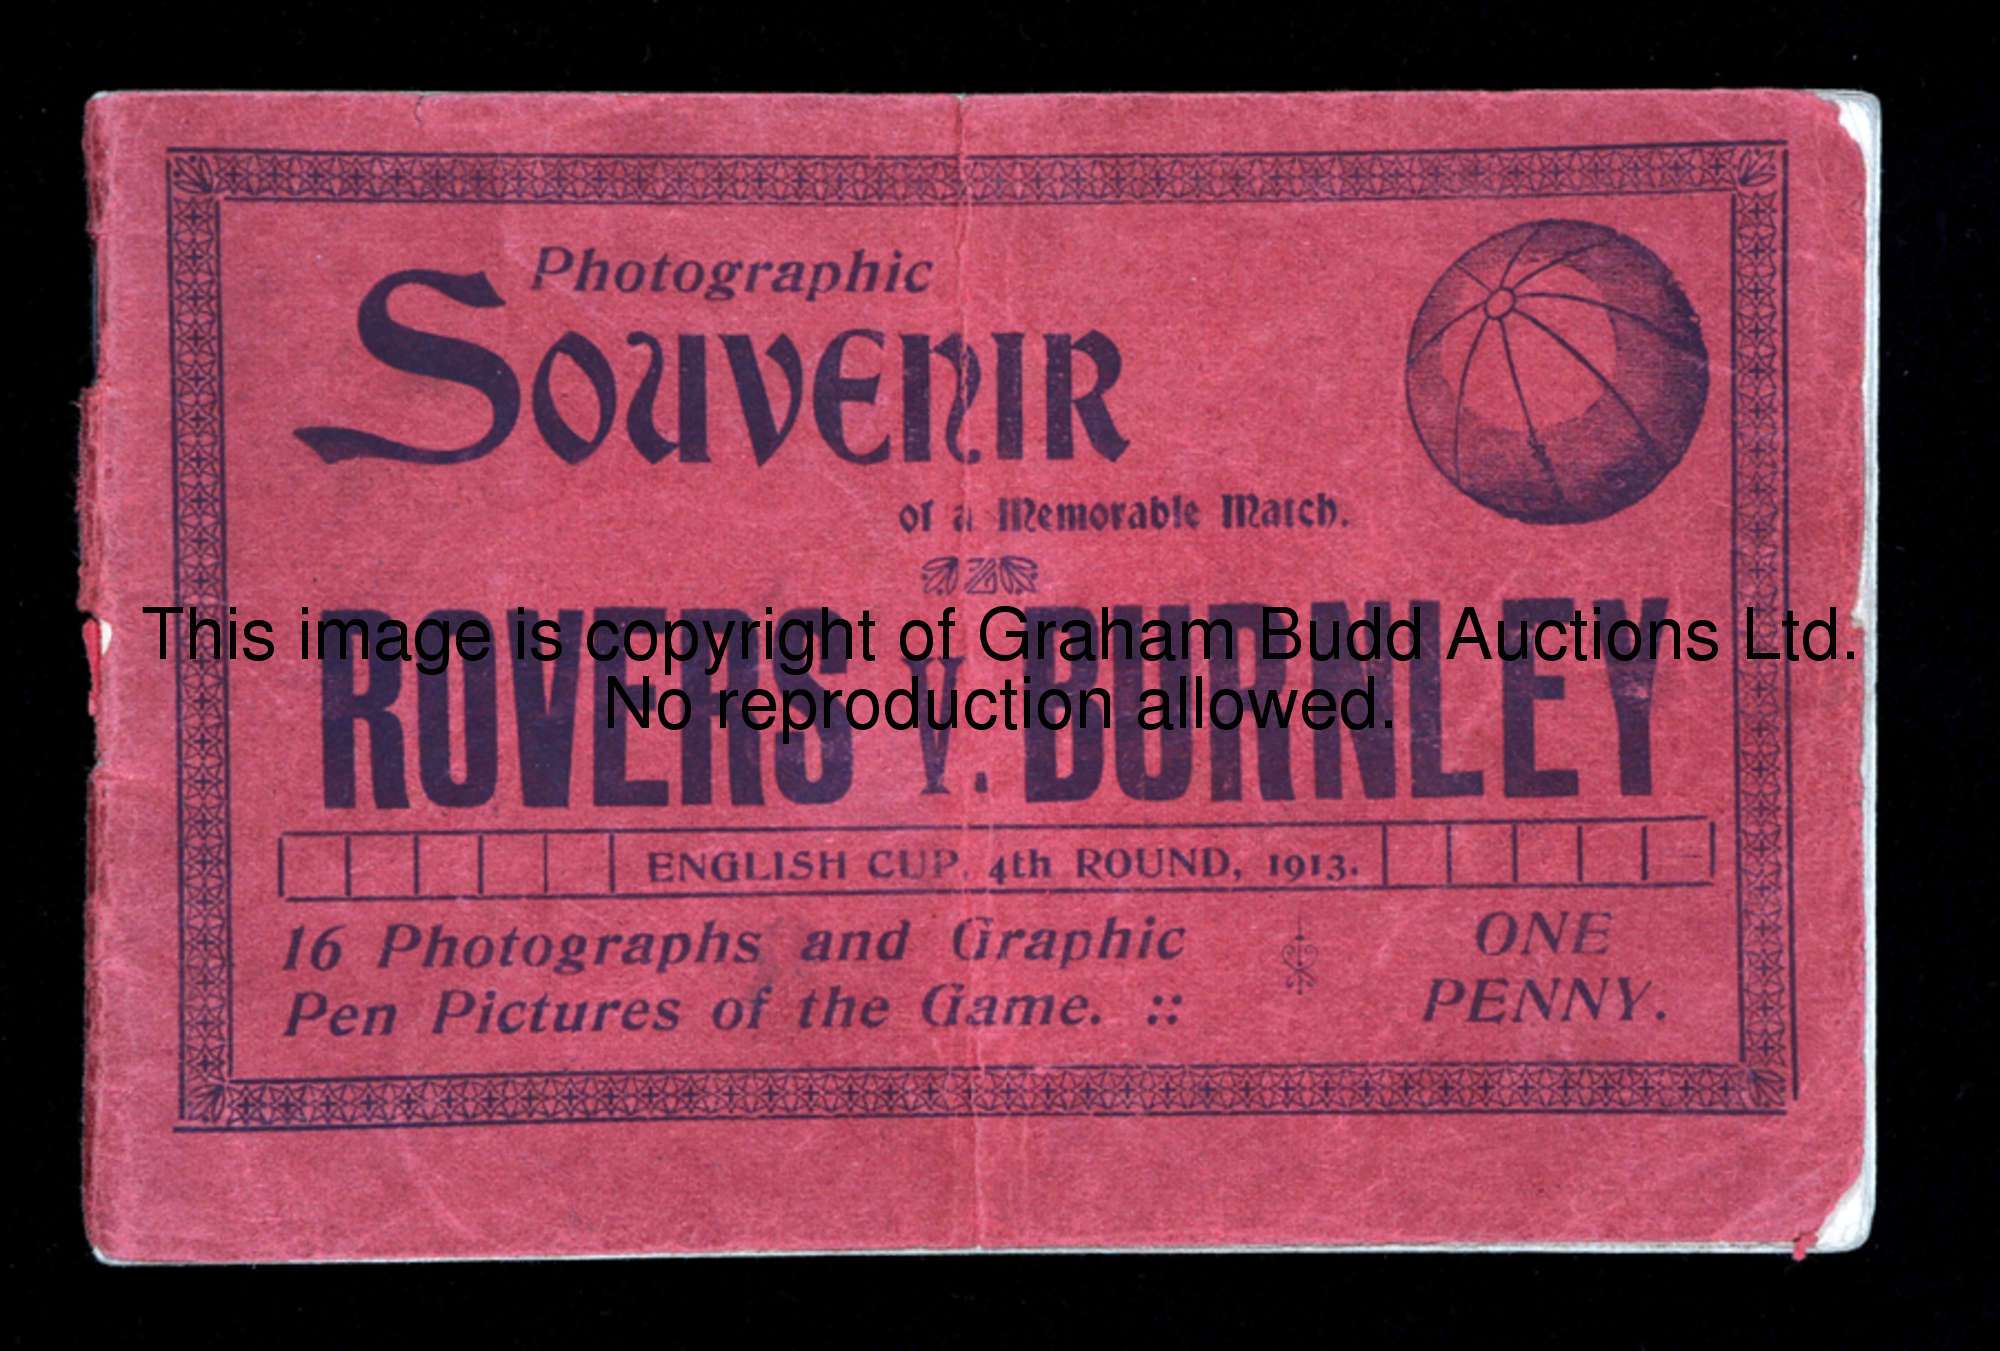 Photographic
SOUVENIR
of a Memorable Match.
ROVERS v. BURNLEY
This image is copyright of Graham Budd Auctions Ltd.
No reproduction allowed.
ENGLISH CUP, 4th ROUND, 1913.
16 Photographs and Graphic
Pen Pictures of the Game. ::
ONE
PENNY.